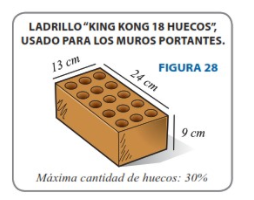 LADRILLO "KING KONG 18 HUECOS",
USADO PARA LOS MUROS PORTANTES.
FIGURA 28
13 cm
24 cm
9 cm
Màxima cantidad de huecos: 30%